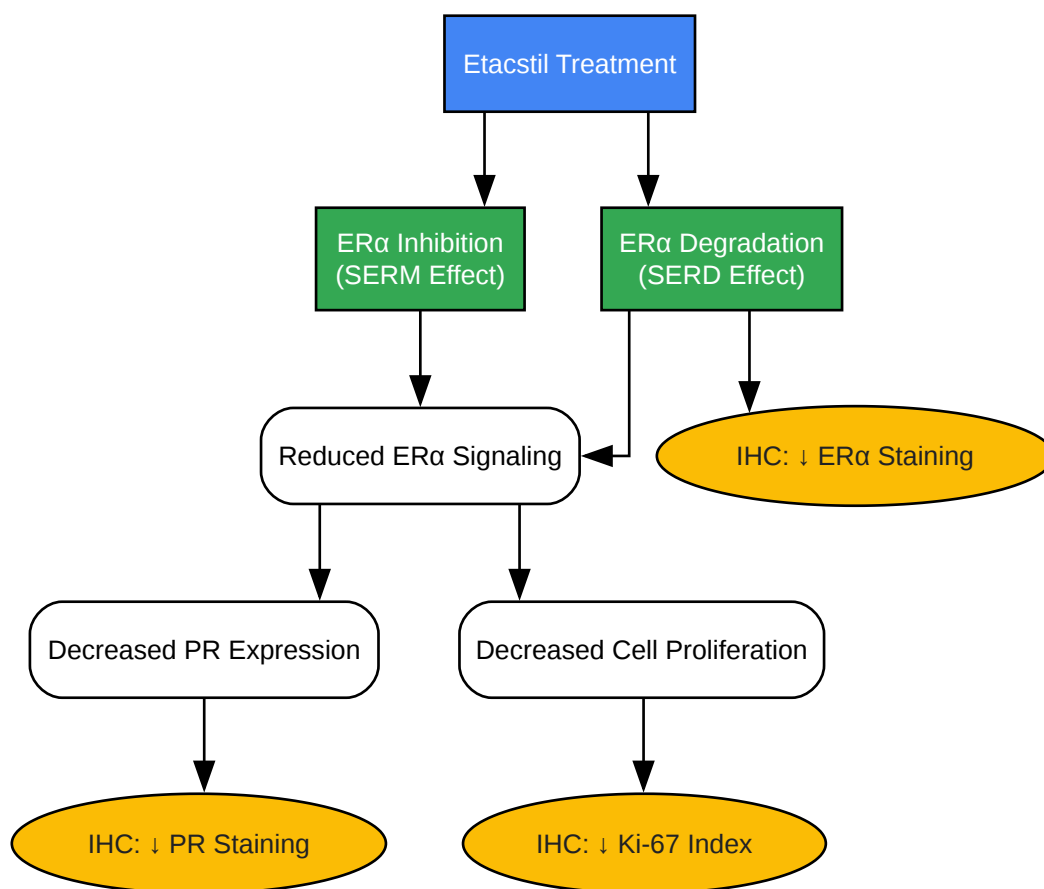 Etacstil Treatment
ERα Inhibition
(SERM Effect)
ERα Degradation
(SERD Effect)
Reduced ERα Signaling
IHC: ↓ ERα Staining
Decreased PR Expression
Decreased Cell Proliferation
IHC: ↓ PR Staining
IHC: ↓ Ki-67 Index